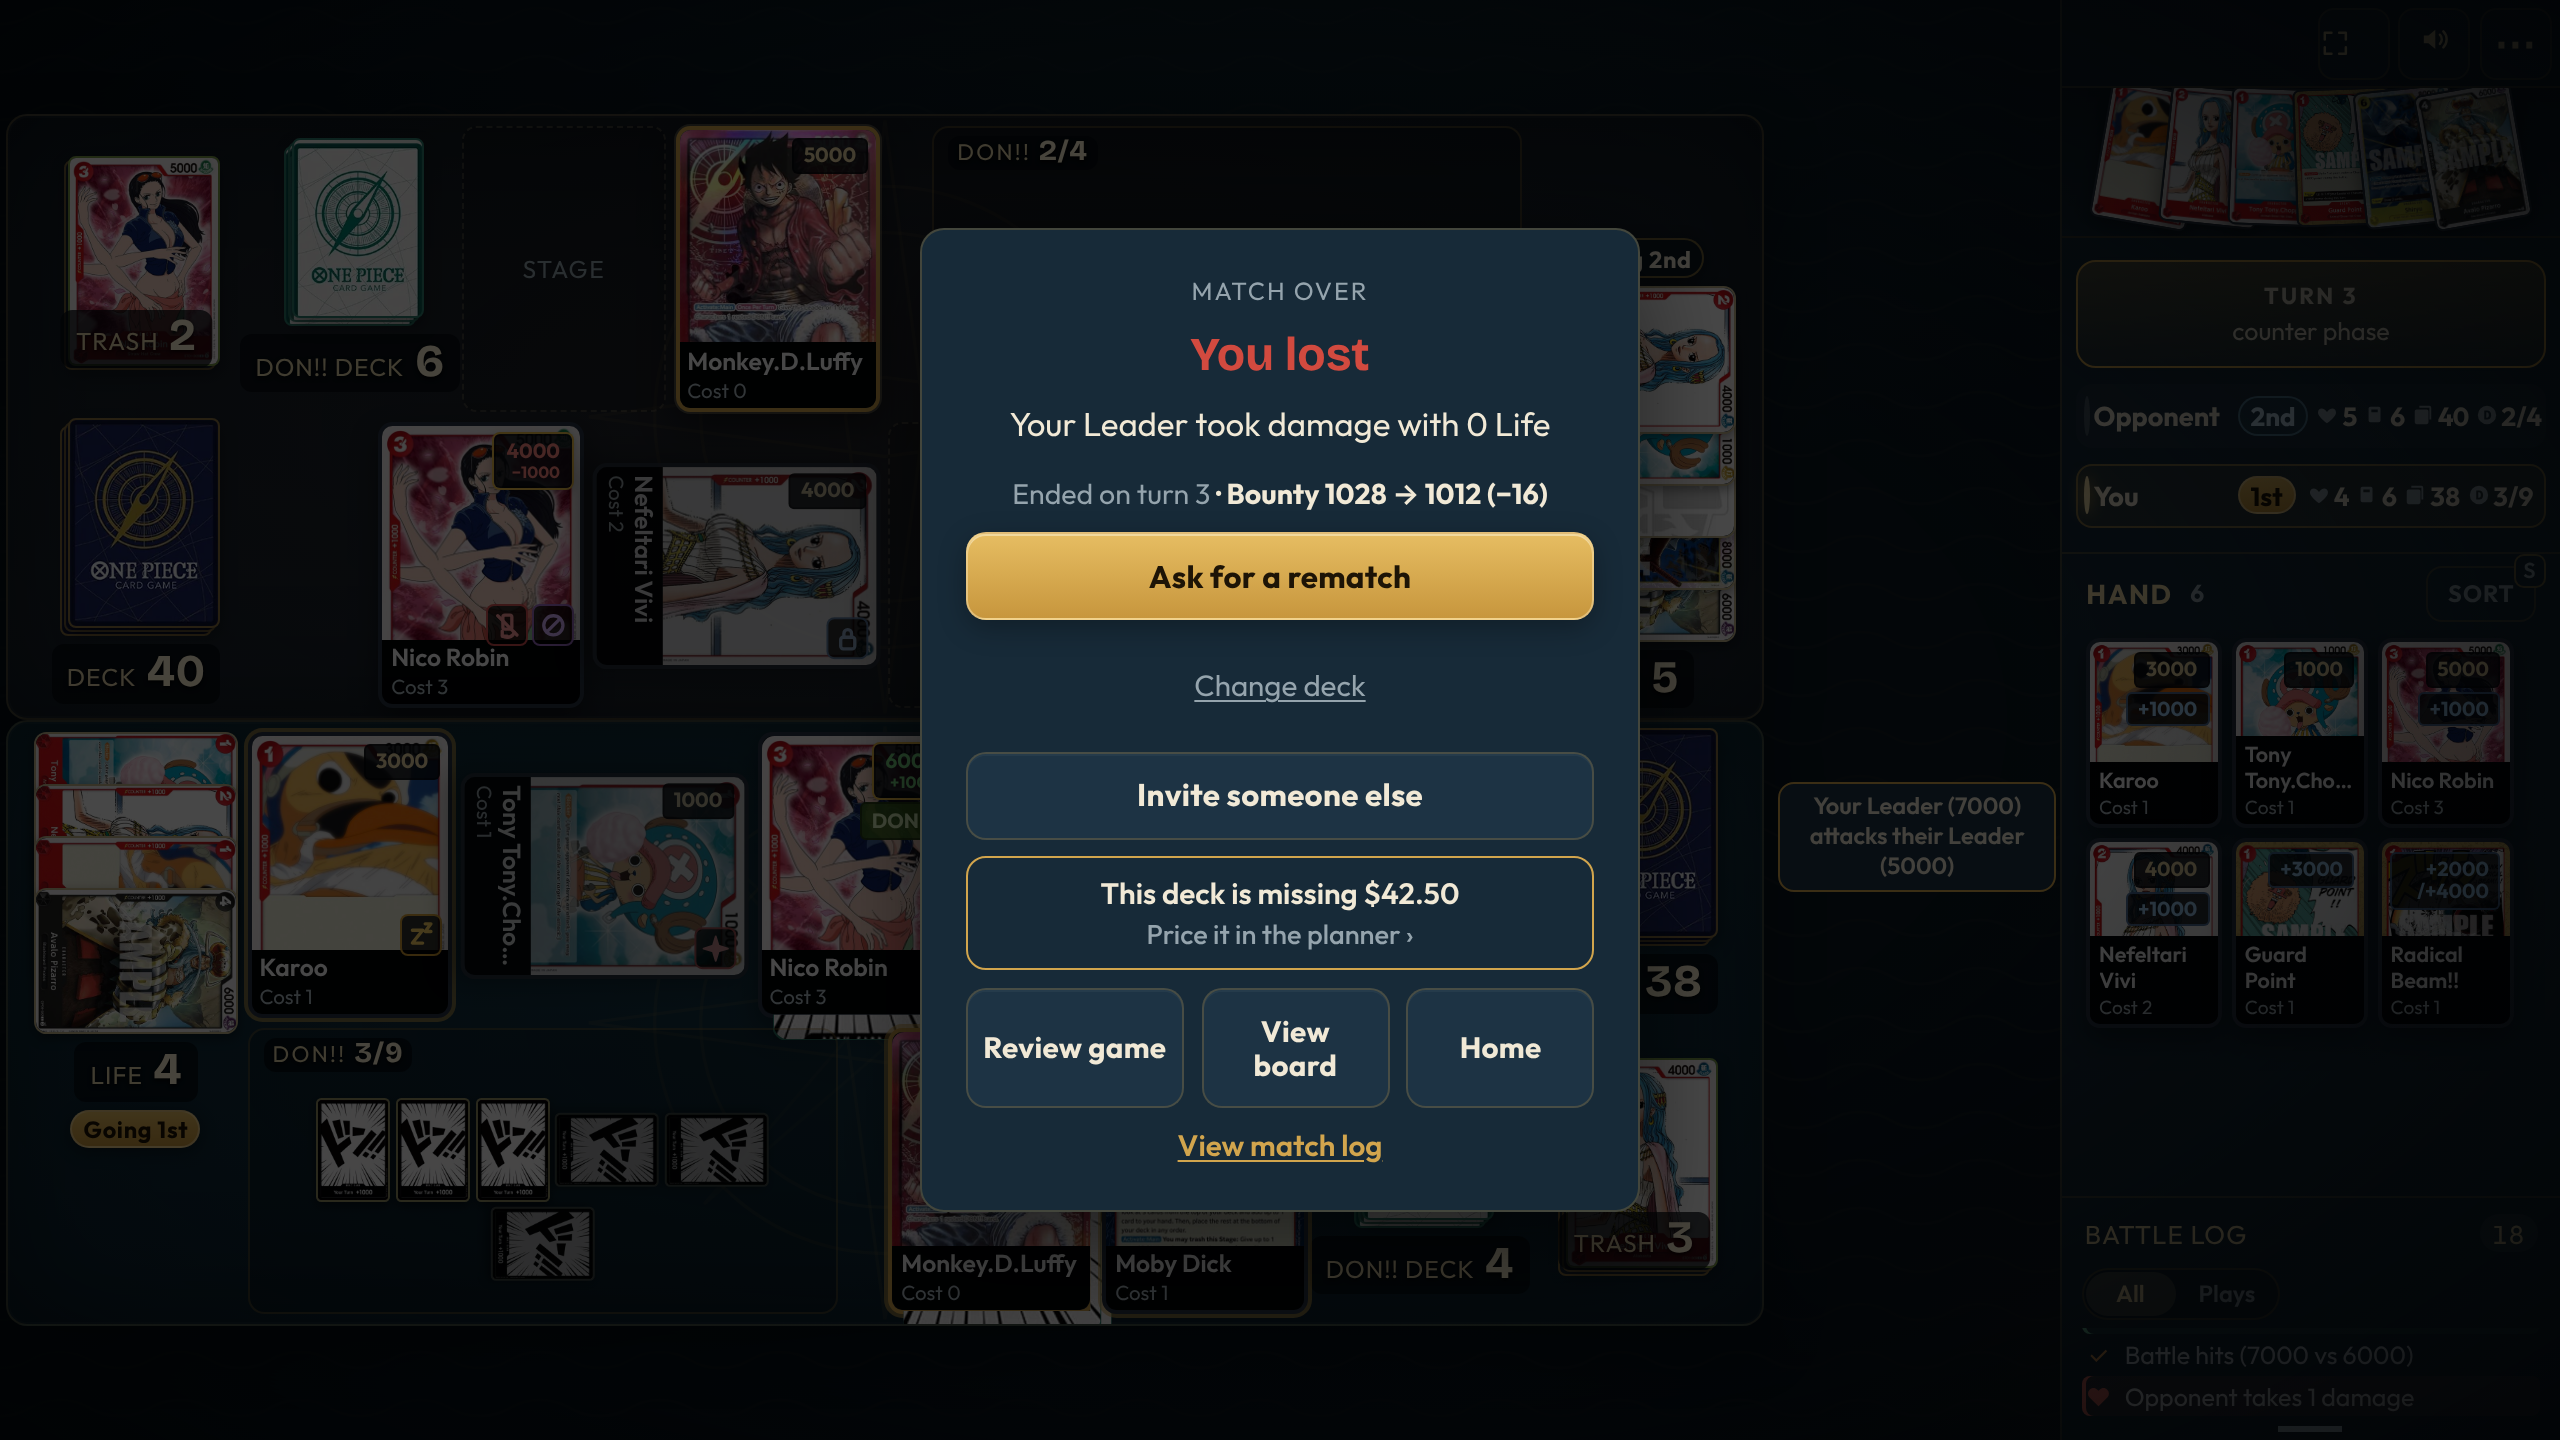 MATCH OVER
You lost
Your Leader took damage with 0 Life
Ended on turn 3 · Bounty 1028 → 1012 (−16)
Ask for a rematch
Change deck
Invite someone else
This deck is missing $42.50
Price it in the planner ›
Review game
View board
Home
View match log
TRASH 2
DON!! DECK 6
STAGE
5000
Monkey.D.Luffy
Cost 0
DON!! 2/4
2nd
ONE PIECE
CARD GAME
DECK 40
3
4000
−1000
Nico Robin
Cost 3
Nefeltari Vivi
Cost 2
4000
5
LIFE 4
Going 1st
1
3000
Karoo
Cost 1
Tony Tony.Cho...
Cost 1
1000
3
Nico Robin
Cost 3
DON!! 3/9
Monkey.D.Luffy
Cost 0
Moby Dick
Cost 1
DON!! DECK 4
38
TRASH 3
Your Leader (7000)
attacks their Leader
(5000)
TURN 3
counter phase
Opponent 2nd 5 6 40 2/4
You 1st 4 6 38 3/9
HAND 6
SORT S
3000
+1000
Karoo
Cost 1
1000
Tony
Tony.Cho...
Cost 1
5000
+1000
Nico Robin
Cost 3
4000
+1000
Nefeltari
Vivi
Cost 2
+3000
Guard
Point
Cost 1
+2000
/+4000
Radical
Beam!!
Cost 1
BATTLE LOG 18
All
Plays
Battle hits (7000 vs 6000)
Opponent takes 1 damage